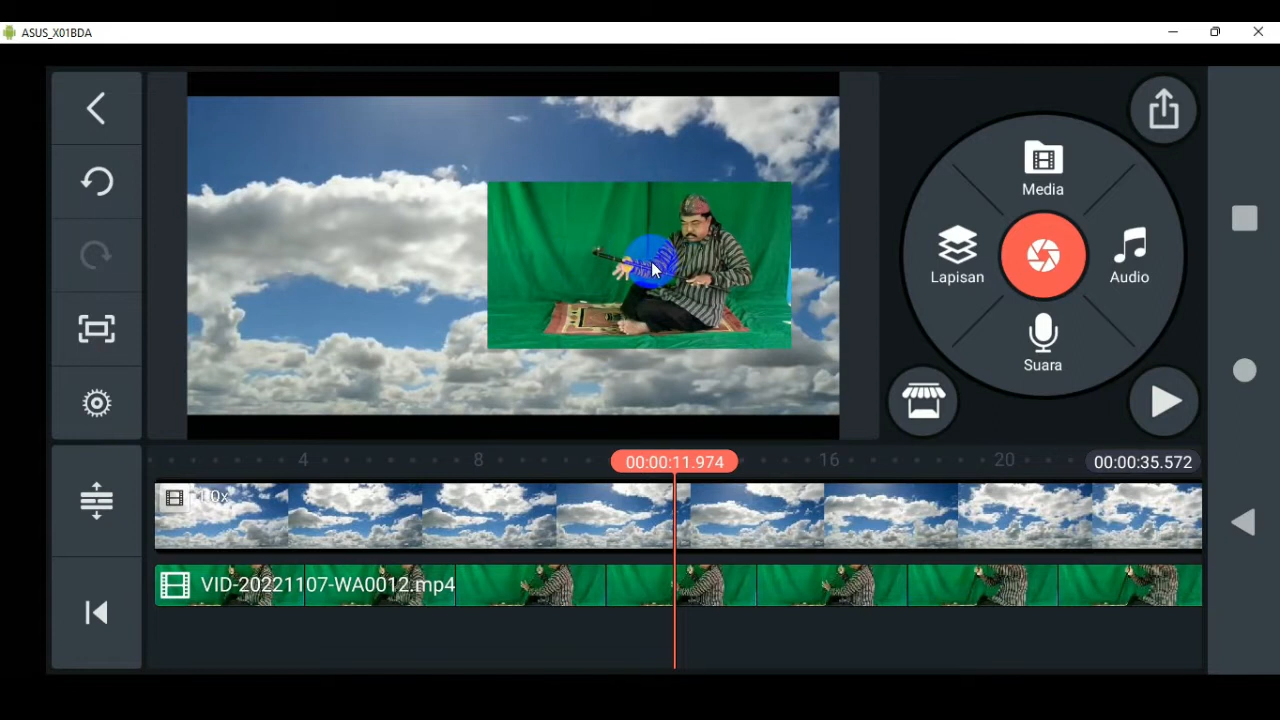 ASUS_X01BDA
Media
Lapisan
Audio
Suara
4
8
00:00:11.974
16
20
00:00:35.572
1.0x
VID-20221107-WA0012.mp4